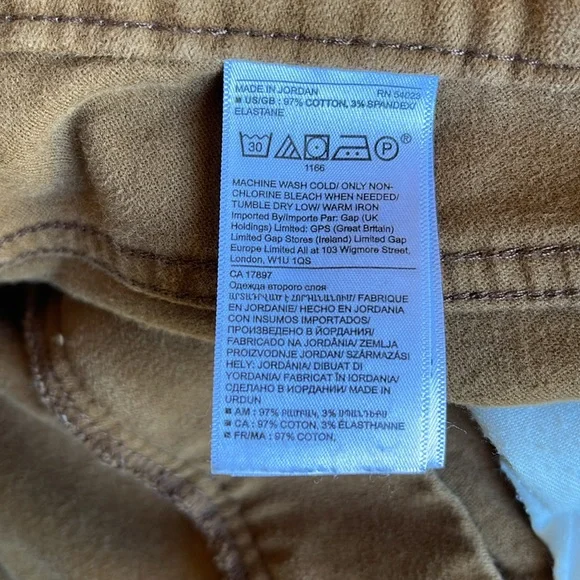 MADE IN JORDAN RN 54023
■ US/GB : 97% COTTON, 3% SPANDEX/
ELASTANE
30 P ®
1166
MACHINE WASH COLD/ ONLY NON-
CHLORINE BLEACH WHEN NEEDED/
TUMBLE DRY LOW/ WARM IRON
Imported By/Importe Par: Gap (UK
Holdings) Limited: GPS (Great Britain)
Limited Gap Stores (Ireland) Limited Gap
Europe Limited All at 103 Wigmore Street,
London, W1U 1QS
CA 17897
Одежда второго слоя
ԱՐՏԱԴՐՎԱԾ Է ՀՈՐԴԱՆԱՆՈՒՄ/ FABRIQUE
EN JORDANIE/ HECHO EN JORDANIA
CON INSUMOS IMPORTADOS/
ПРОИЗВЕДЕНО В ЙОРДАНИЯ/
FABRICADO NA JORDÂNIA/ ZEMLJA
PROIZVODNJE JORDAN/ SZÁRMAZÁSI
HELY: JORDÁNIA/ DIBUAT DI
YORDANIA/ FABRICAT ÎN IORDANIA/
СДЕЛАНО В ИОРДАНИИ/ MADE IN
URDUN
■ AM : 97% ԲԱՄԲԱԿ, 3% ՍՊԱՆԴԵՔՍ
■ CA : 97% COTON, 3% ÉLASTHANNE
■ FR/MA : 97% COTON,